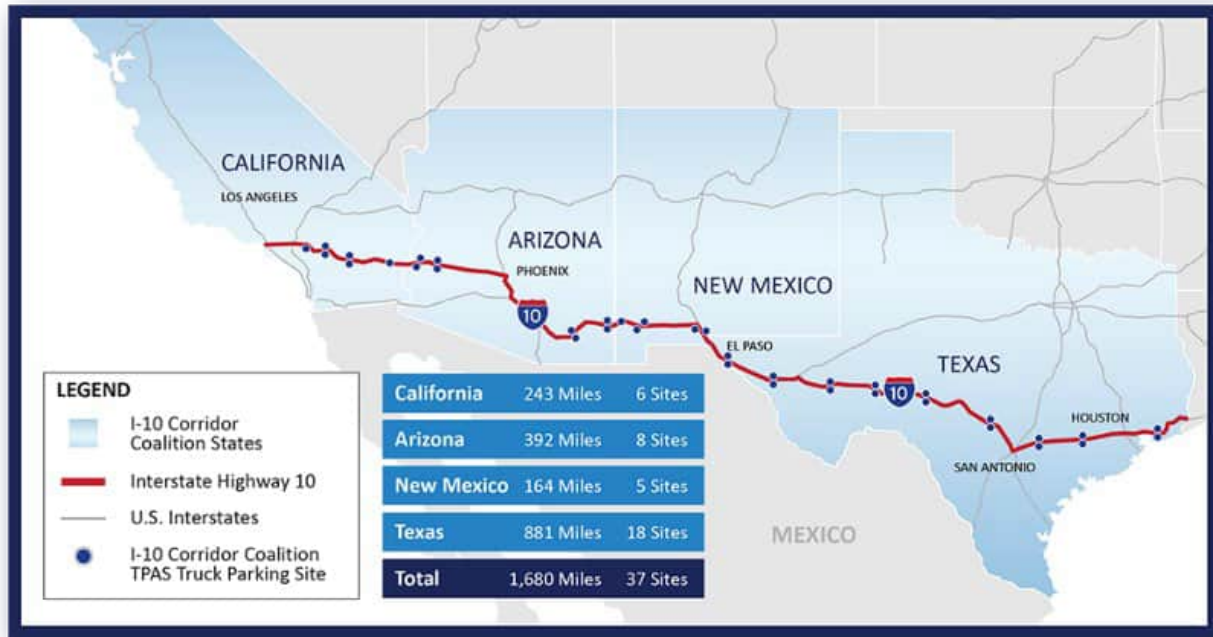 CALIFORNIA
LOS ANGELES
ARIZONA
PHOENIX
10
NEW MEXICO
EL PASO
TEXAS
10
HOUSTON
SAN ANTONIO
MEXICO
LEGEND
I-10 Corridor
Coalition States
Interstate Highway 10
U.S. Interstates
I-10 Corridor Coalition
TPAS Truck Parking Site
California 243 Miles 6 Sites
Arizona 392 Miles 8 Sites
New Mexico 164 Miles 5 Sites
Texas 881 Miles 18 Sites
Total 1,680 Miles 37 Sites